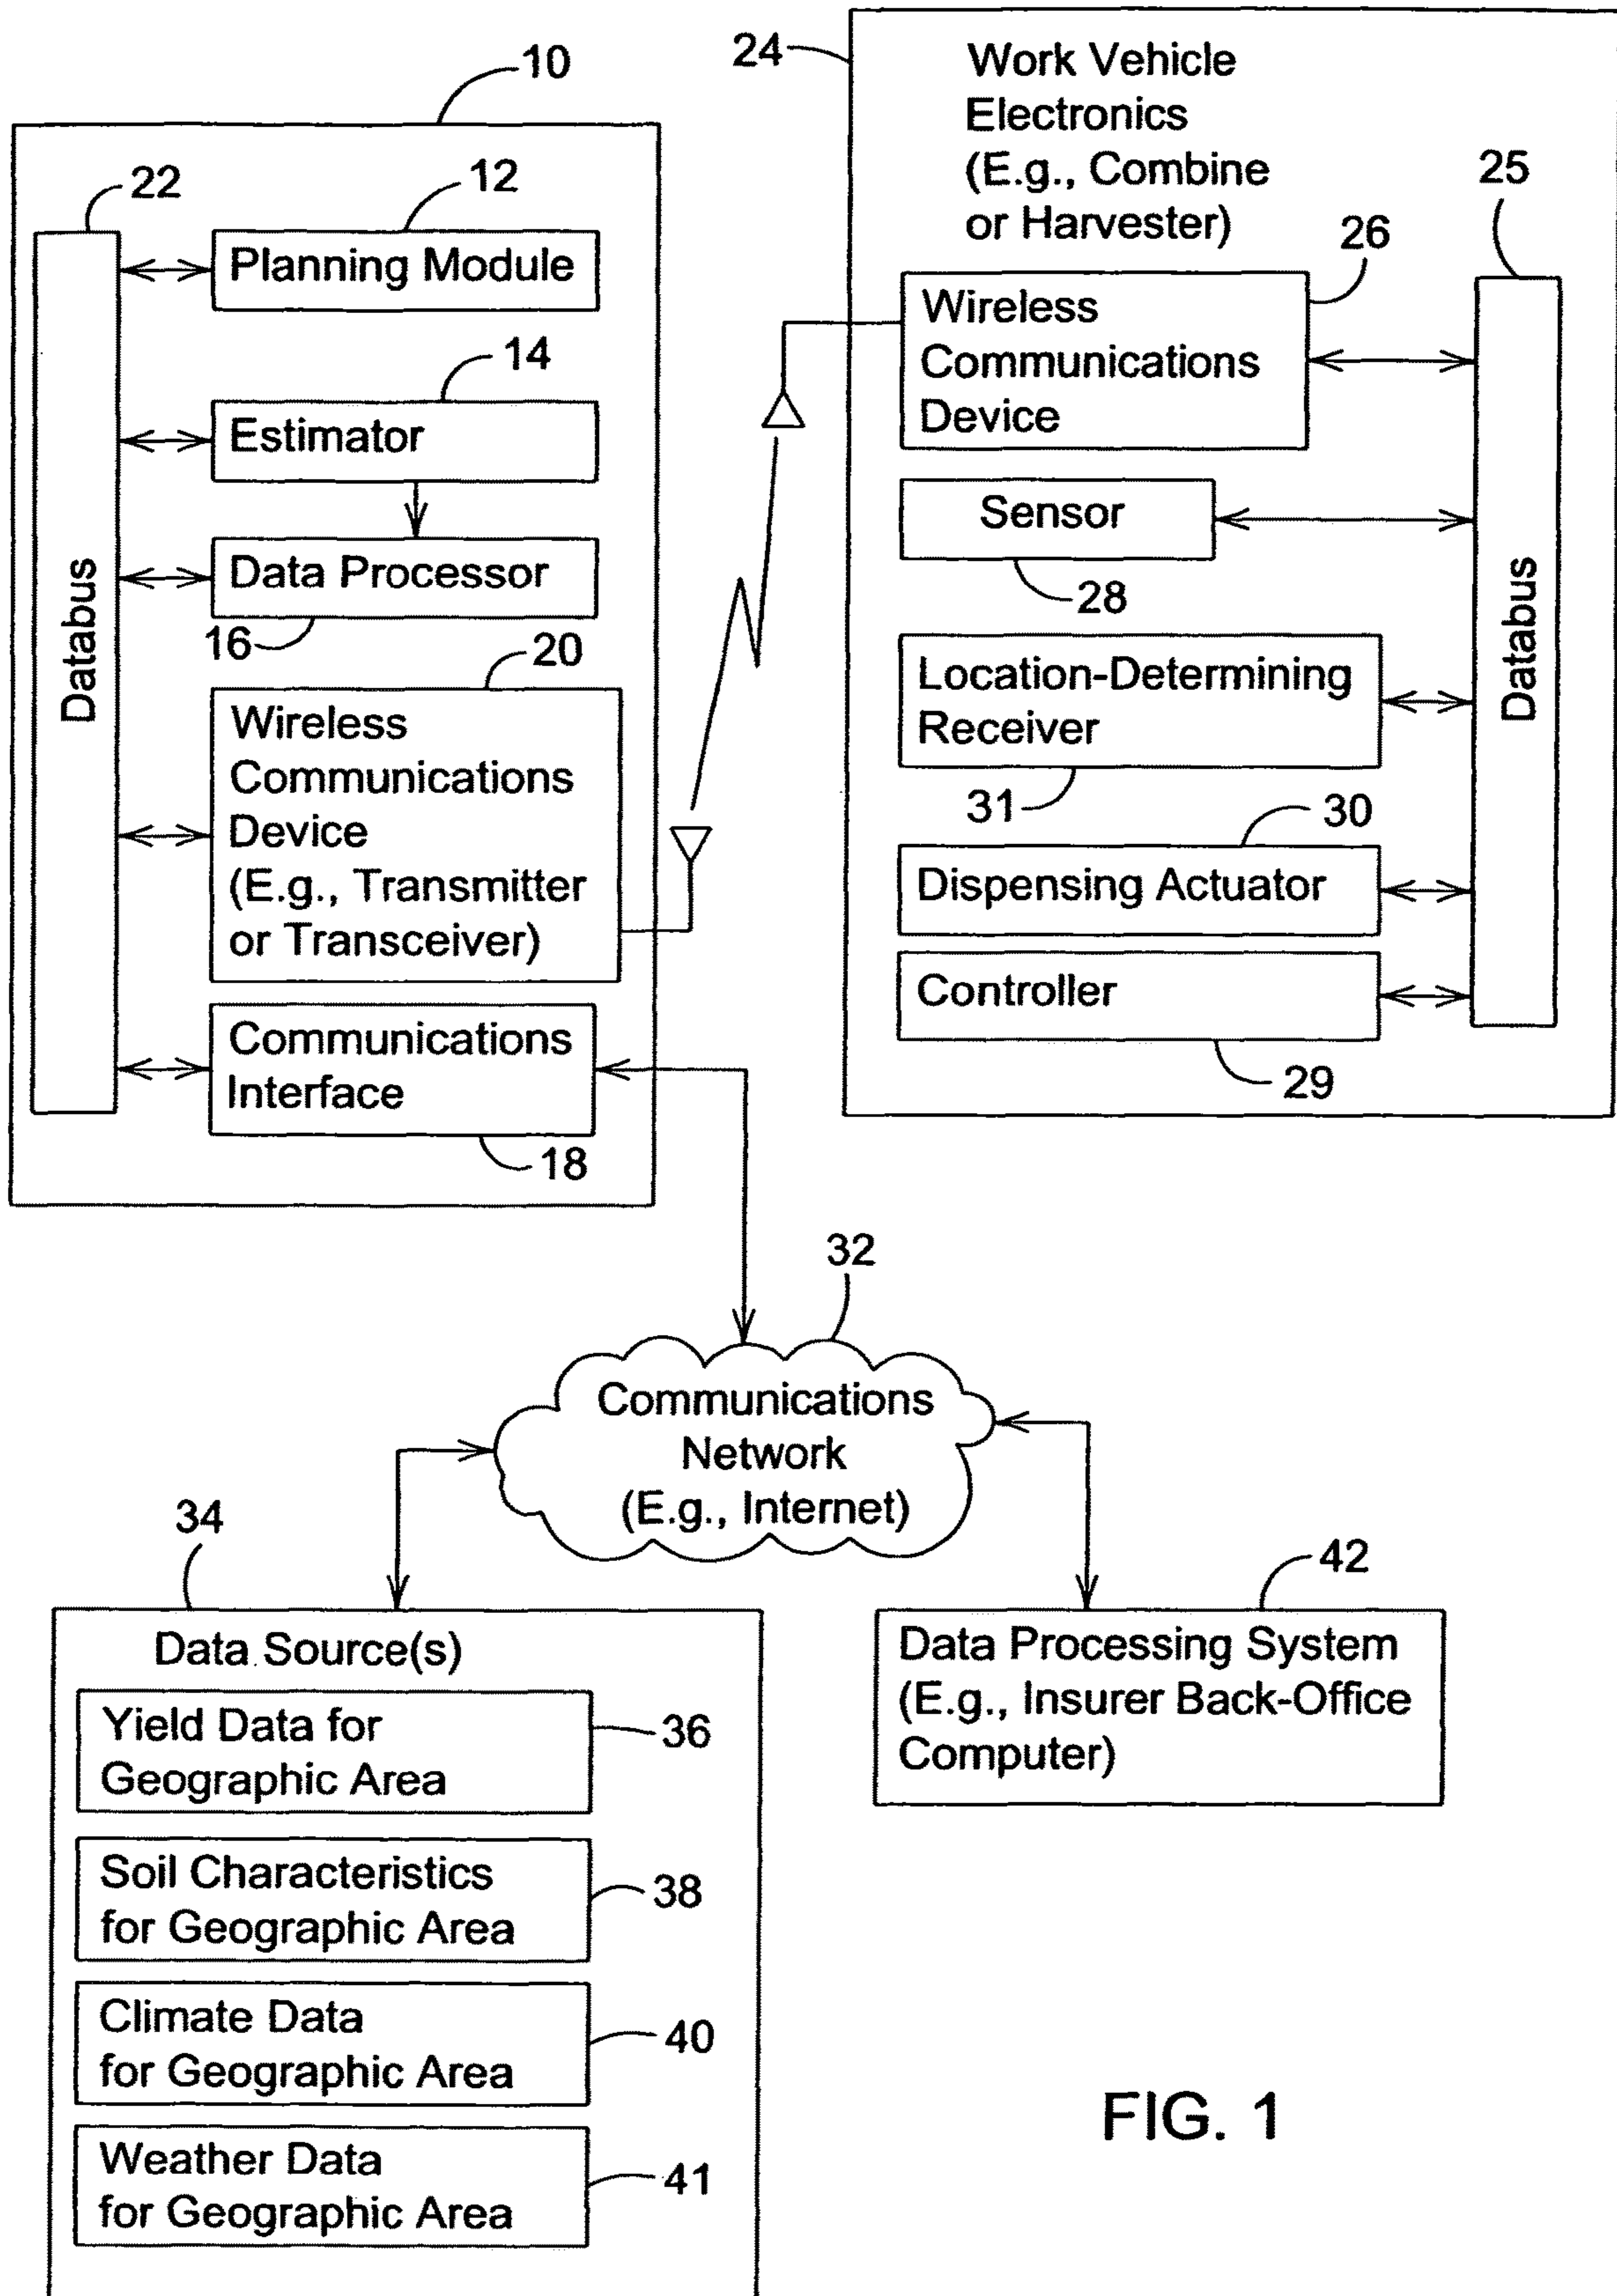 10
22
12
Planning Module
14
Estimator
Data Processor
16
20
Wireless
Communications
Device
(E.g., Transmitter
or Transceiver)
Communications
Interface
18
Databus
24
Work Vehicle
Electronics
(E.g., Combine
or Harvester)
25
26
Wireless
Communications
Device
Sensor
28
Location-Determining
Receiver
31
30
Dispensing Actuator
Controller
29
Databus
32
Communications
Network
(E.g., Internet)
34
Data Source(s)
Yield Data for
Geographic Area
36
Soil Characteristics
for Geographic Area
38
Climate Data
for Geographic Area
40
Weather Data
for Geographic Area
41
42
Data Processing System
(E.g., Insurer Back-Office
Computer)
FIG. 1